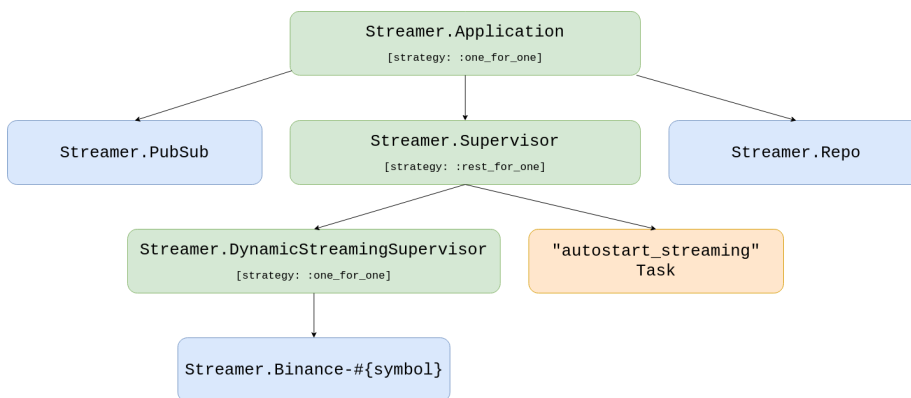 Streamer.Application
[strategy: :one_for_one]
Streamer.PubSub
Streamer.Supervisor
[strategy: :rest_for_one]
Streamer.Repo
Streamer.DynamicStreamingSupervisor
[strategy: :one_for_one]
"autostart_streaming"
Task
Streamer.Binance-#{symbol}